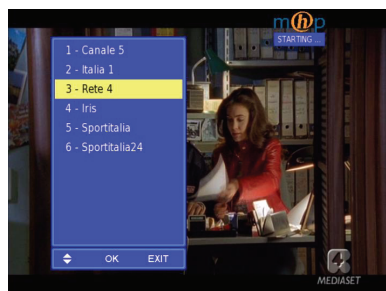 mhp
STARTING ...
1 - Canale 5
2 - Italia 1
3 - Rete 4
4 - Iris
5 - Sportitalia
6 - Sportitalia24
OK EXIT
4
MEDIASET